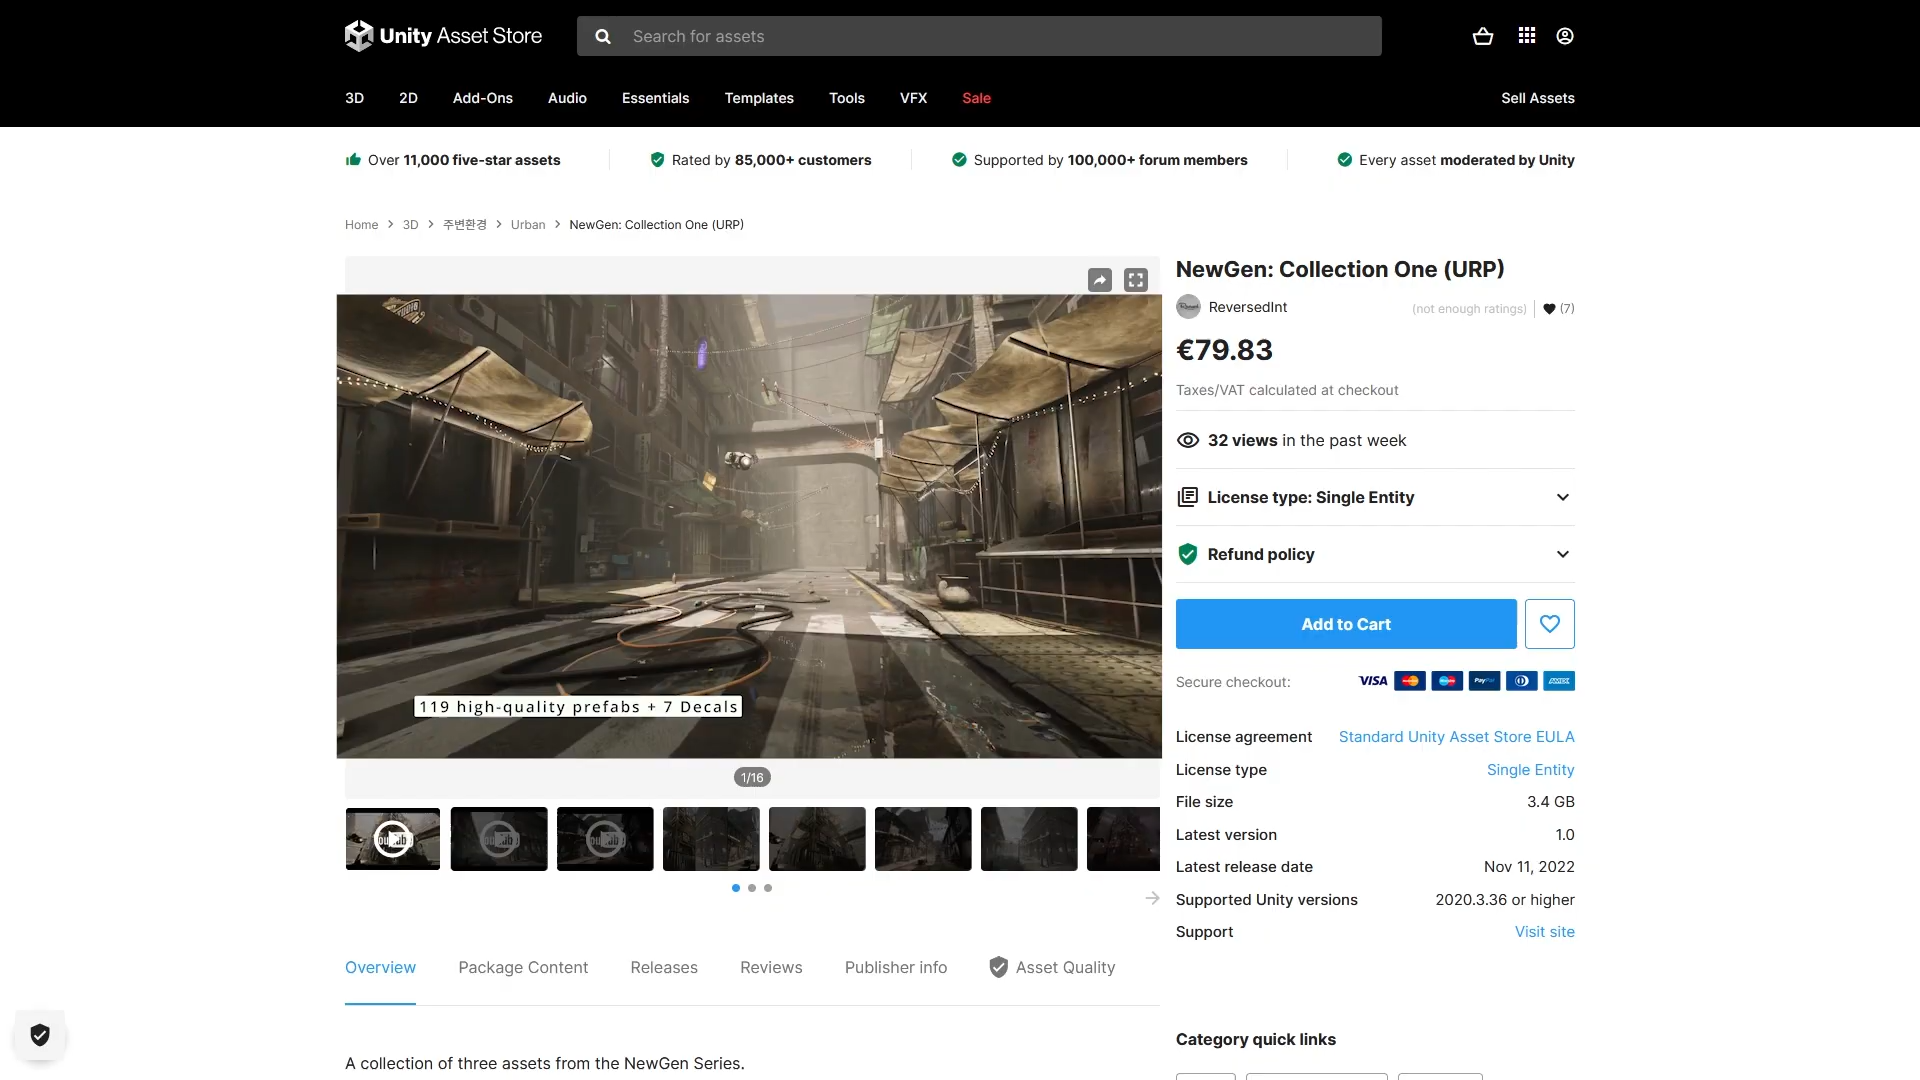 Unity Asset Store
Search for assets
3D 2D Add-Ons Audio Essentials Templates Tools VFX Sale Sell Assets
Over 11,000 five-star assets Rated by 85,000+ customers Supported by 100,000+ forum members Every asset moderated by Unity
Home > 3D > 주변환경 > Urban > NewGen: Collection One (URP)
NewGen: Collection One (URP)
ReversedInt (not enough ratings) (7)
€79.83
Taxes/VAT calculated at checkout
32 views in the past week
License type: Single Entity
Refund policy
Add to Cart
Secure checkout: VISA PayPal AMEX
119 high-quality prefabs + 7 Decals
1/16
License agreement Standard Unity Asset Store EULA
License type Single Entity
File size 3.4 GB
Latest version 1.0
Latest release date Nov 11, 2022
Supported Unity versions 2020.3.36 or higher
Support Visit site
Overview Package Content Releases Reviews Publisher info Asset Quality
A collection of three assets from the NewGen Series.
Category quick links